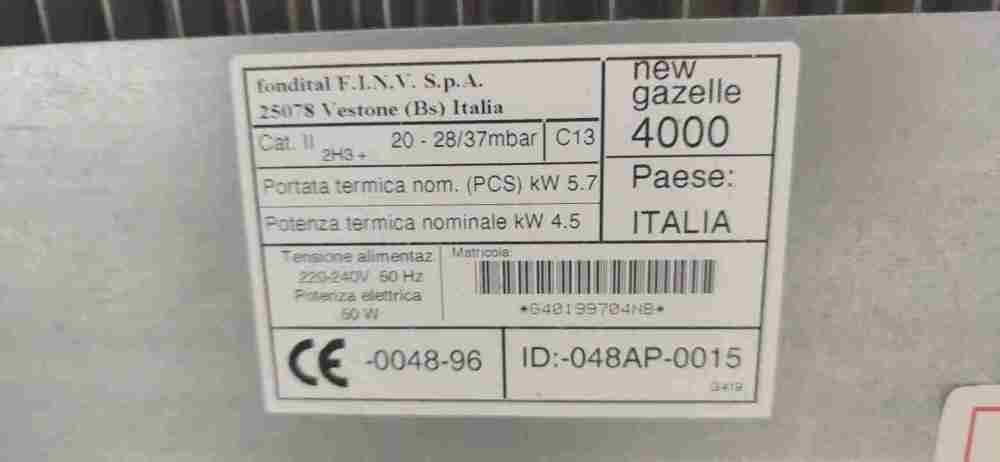 fondital F.I.N.V. S.p.A.
25078 Vestone (Bs) Italia
new
gazelle
4000
Cat. II 2H3+ 20 - 28/37mbar C13
Portata termica nom. (PCS) kW 5.7
Potenza termica nominale kW 4.5
Paese:
ITALIA
Tensione alimentaz.
220-240V 50 Hz
Potenza elettrica
50 W
Matricola:
*G40199704NB*
CE -0048-96
ID:-048AP-0015
G419